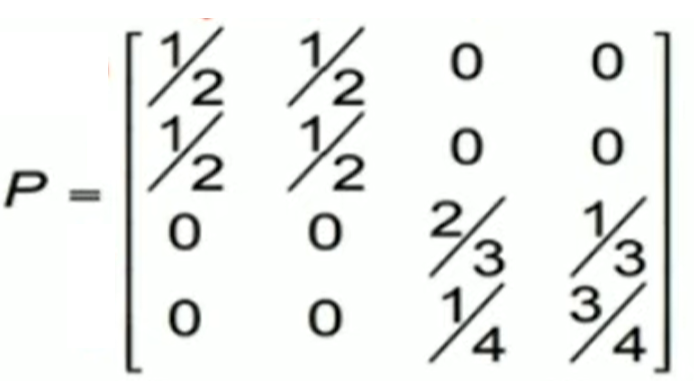 ½ ½ 0 0
½ ½ 0 0
P =
0 0 ⅔ ⅓
0 0 ¼ ¾